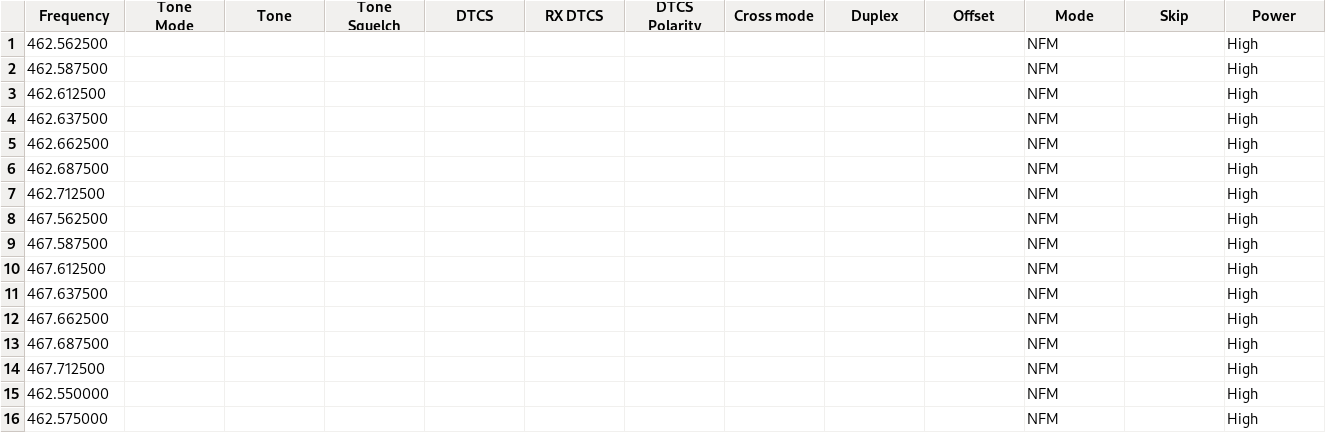 Frequency Tone Mode Tone Tone Squelch DTCS RX DTCS DTCS Polarity Cross mode Duplex Offset Mode Skip Power
1 462.562500 NFM High
2 462.587500 NFM High
3 462.612500 NFM High
4 462.637500 NFM High
5 462.662500 NFM High
6 462.687500 NFM High
7 462.712500 NFM High
8 467.562500 NFM High
9 467.587500 NFM High
10 467.612500 NFM High
11 467.637500 NFM High
12 467.662500 NFM High
13 467.687500 NFM High
14 467.712500 NFM High
15 462.550000 NFM High
16 462.575000 NFM High